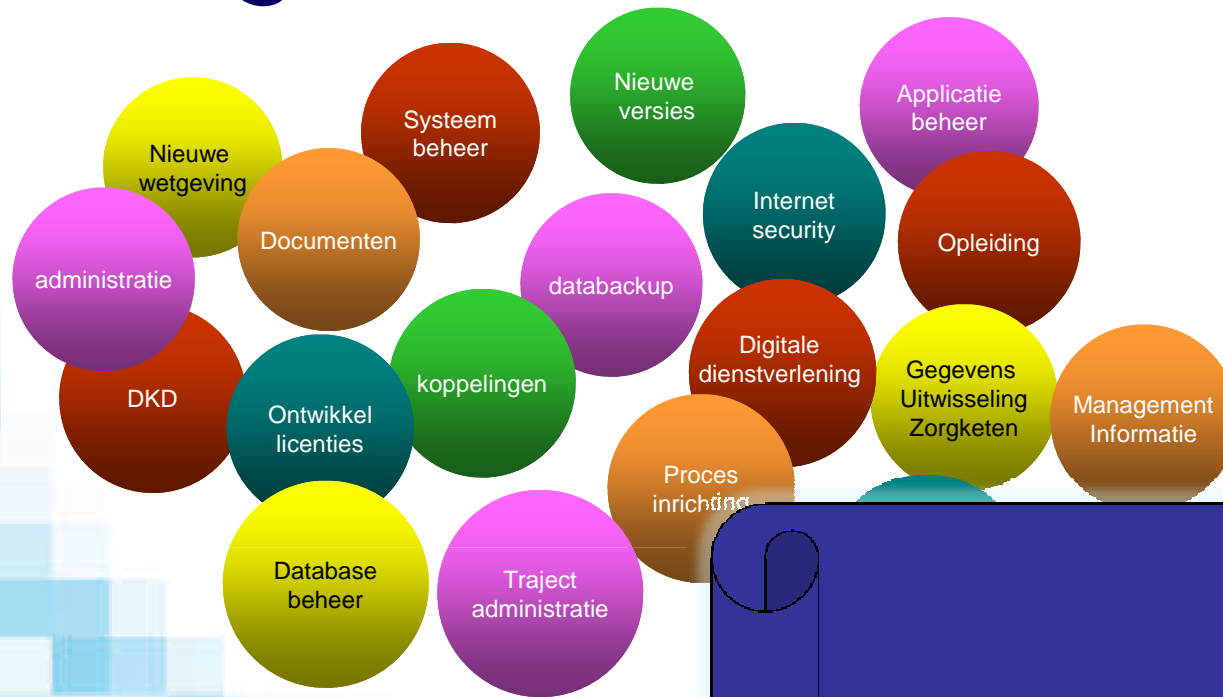 Nieuwe
versies
Applicatie
beheer
Systeem
beheer
Nieuwe
wetgeving
Internet
security
Documenten
Opleiding
administratie
databackup
Digitale
dienstverlening
koppelingen
Gegevens
Uitwisseling
Zorgketen
DKD
Ontwikkel
licenties
Management
Informatie
Proces
inrichting
Database
beheer
Traject
administratie